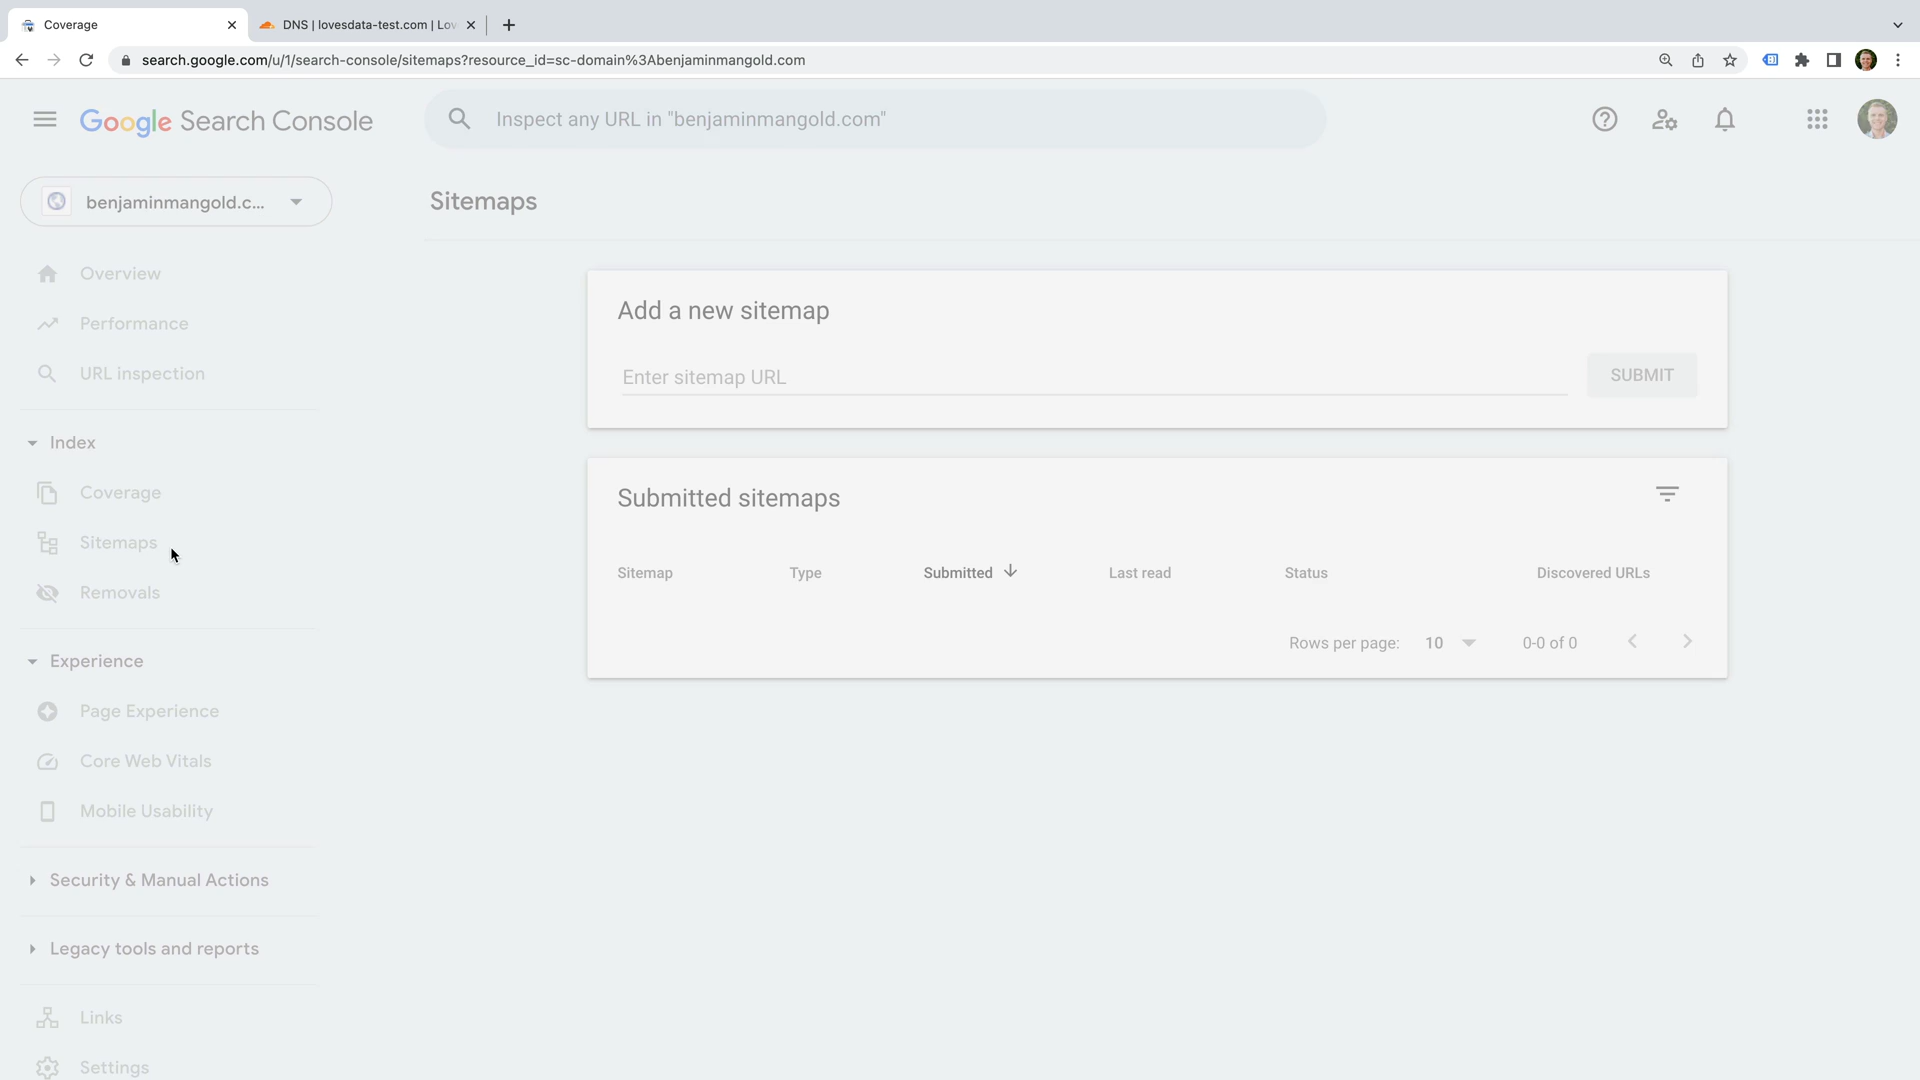 Coverage
DNS | lovesdata-test.com | Lov
search.google.com/u/1/search-console/sitemaps?resource_id=sc-domain%3Abenjaminmangold.com
Google Search Console
Inspect any URL in "benjaminmangold.com"
benjaminmangold.c...
Sitemaps
Overview
Performance
URL inspection
Index
Coverage
Sitemaps
Removals
Experience
Page Experience
Core Web Vitals
Mobile Usability
Security & Manual Actions
Legacy tools and reports
Links
Settings
Add a new sitemap
Enter sitemap URL
SUBMIT
Submitted sitemaps
Sitemap Type Submitted Last read Status Discovered URLs
Rows per page: 10 0-0 of 0